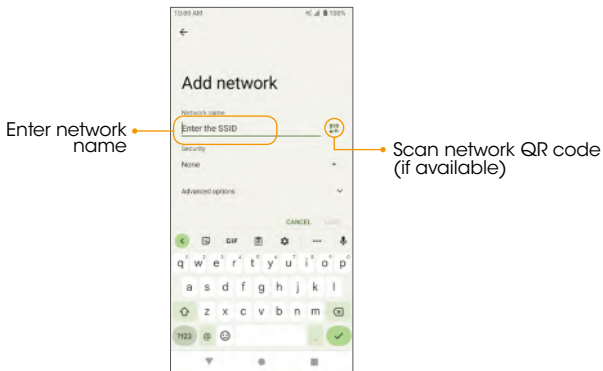 10:00 AM 100%
Add network
Network name
Enter the SSID
Enter network
name
Scan network QR code
(if available)
Security
None
Advanced options
CANCEL SAVE
GIF
q w e r t y u i o p
a s d f g h j k l
z x c v b n m
?123 @ .